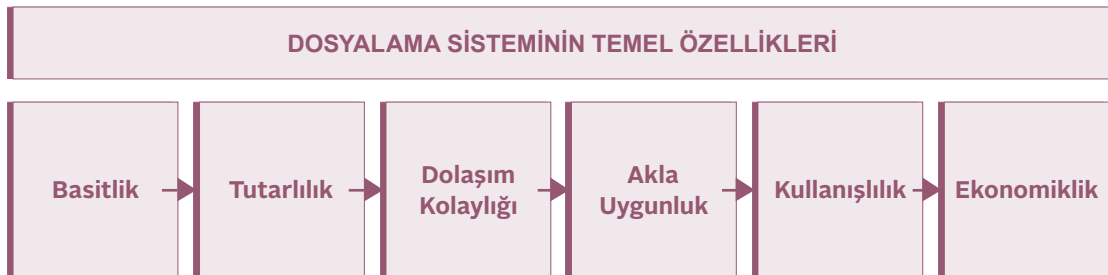 DOSYALAMA SİSTEMİNİN TEMEL ÖZELLİKLERİ
Basitlik
Tutarlılık
Dolaşım
Kolaylığı
Akla
Uygunluk
Kullanışlılık
Ekonomiklik